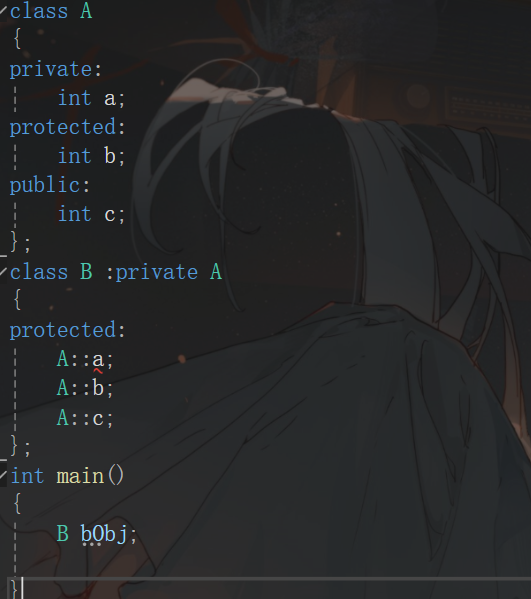 class A
{
private:
    int a;
protected:
    int b;
public:
    int c;
};
class B :private A
{
protected:
    A::a;
    A::b;
    A::c;
};
int main()
{
    B bObj;
}